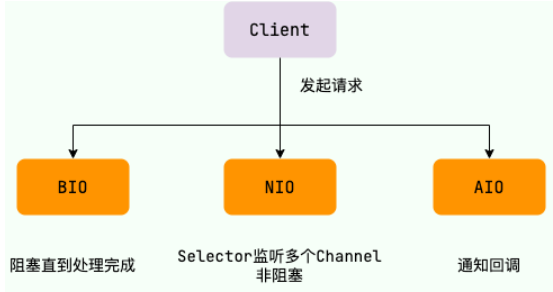 Client
发起请求
BIO
NIO
AIO
阻塞直到处理完成
Selector监听多个Channel
非阻塞
通知回调